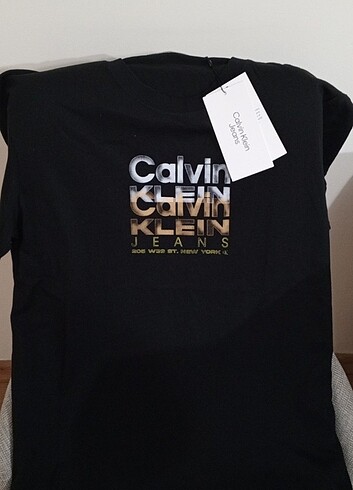 Calvin
KLEIN
Calvin
KLEIN
JEANS
205 W39 ST. NEW YORK
Calvin Klein
Jeans